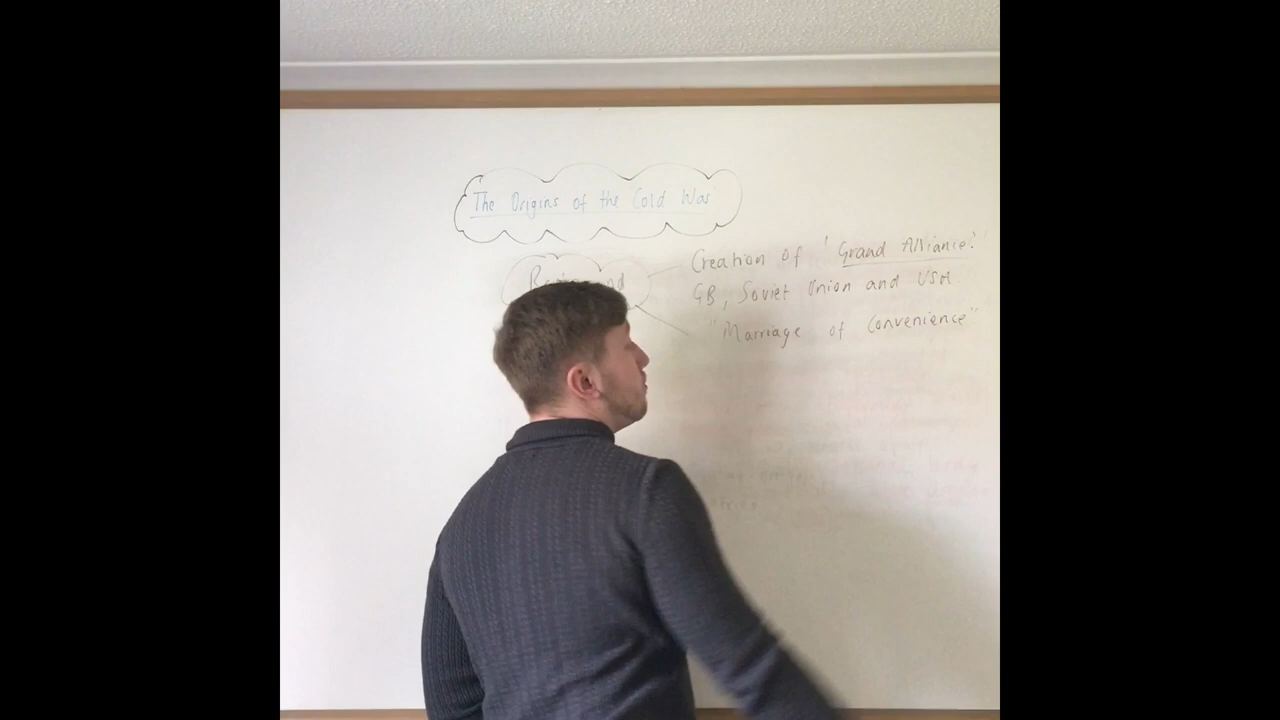 The Origins of the Cold War
Creation of 'Grand Alliance'.
GB, Soviet Union and USA
"Marriage of Convenience"